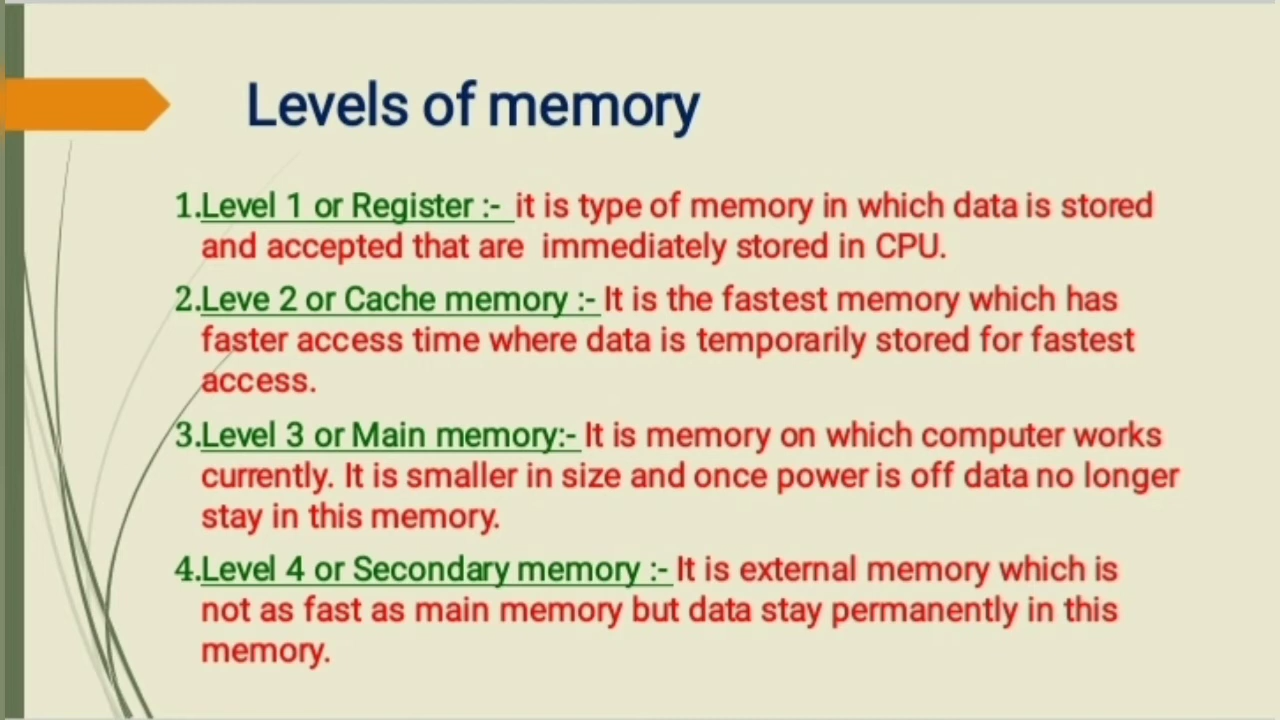 Levels of memory
1.Level 1 or Register :- it is type of memory in which data is stored
and accepted that are immediately stored in CPU.
2.Leve 2 or Cache memory :- It is the fastest memory which has
faster access time where data is temporarily stored for fastest
access.
3.Level 3 or Main memory:- It is memory on which computer works
currently. It is smaller in size and once power is off data no longer
stay in this memory.
4.Level 4 or Secondary memory :- It is external memory which is
not as fast as main memory but data stay permanently in this
memory.